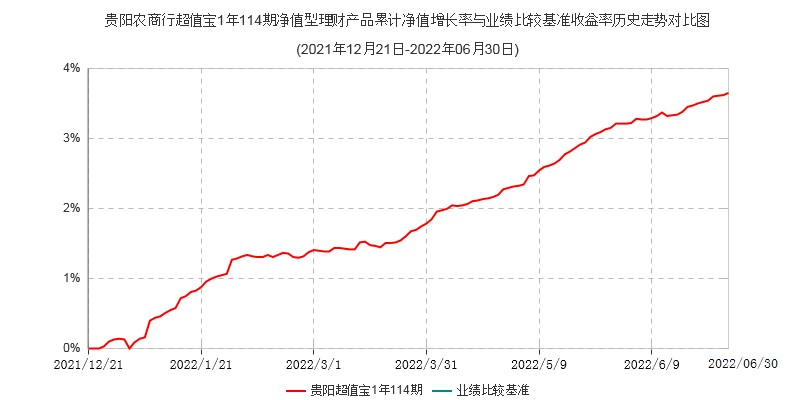 贵阳农商行超值宝1年114期净值型理财产品累计净值增长率与业绩比较基准收益率历史走势对比图
(2021年12月21日-2022年06月30日)
4%
3%
2%
1%
0%
2021/12/21 2022/1/21 2022/3/1 2022/3/31 2022/5/9 2022/6/9 2022/06/30
贵阳超值宝1年114期 业绩比较基准